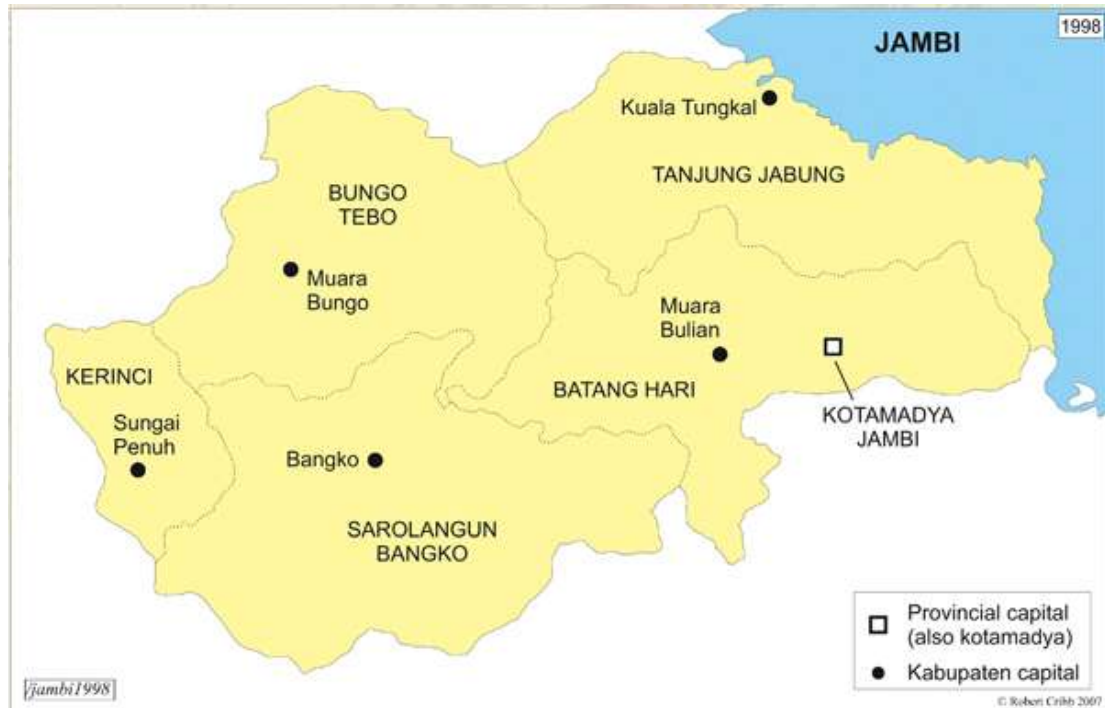 1998
JAMBI
Kuala Tungkal
TANJUNG JABUNG
BUNGO
TEBO
Muara
Bungo
Muara
Bulian
KERINCI
BATANG HARI
Sungai
Penuh
KOTAMADYA
JAMBI
Bangko
SAROLANGUN
BANGKO
Provincial capital
(also kotamadya)
Kabupaten capital
/jambi1998
© Robert Cribb 2007